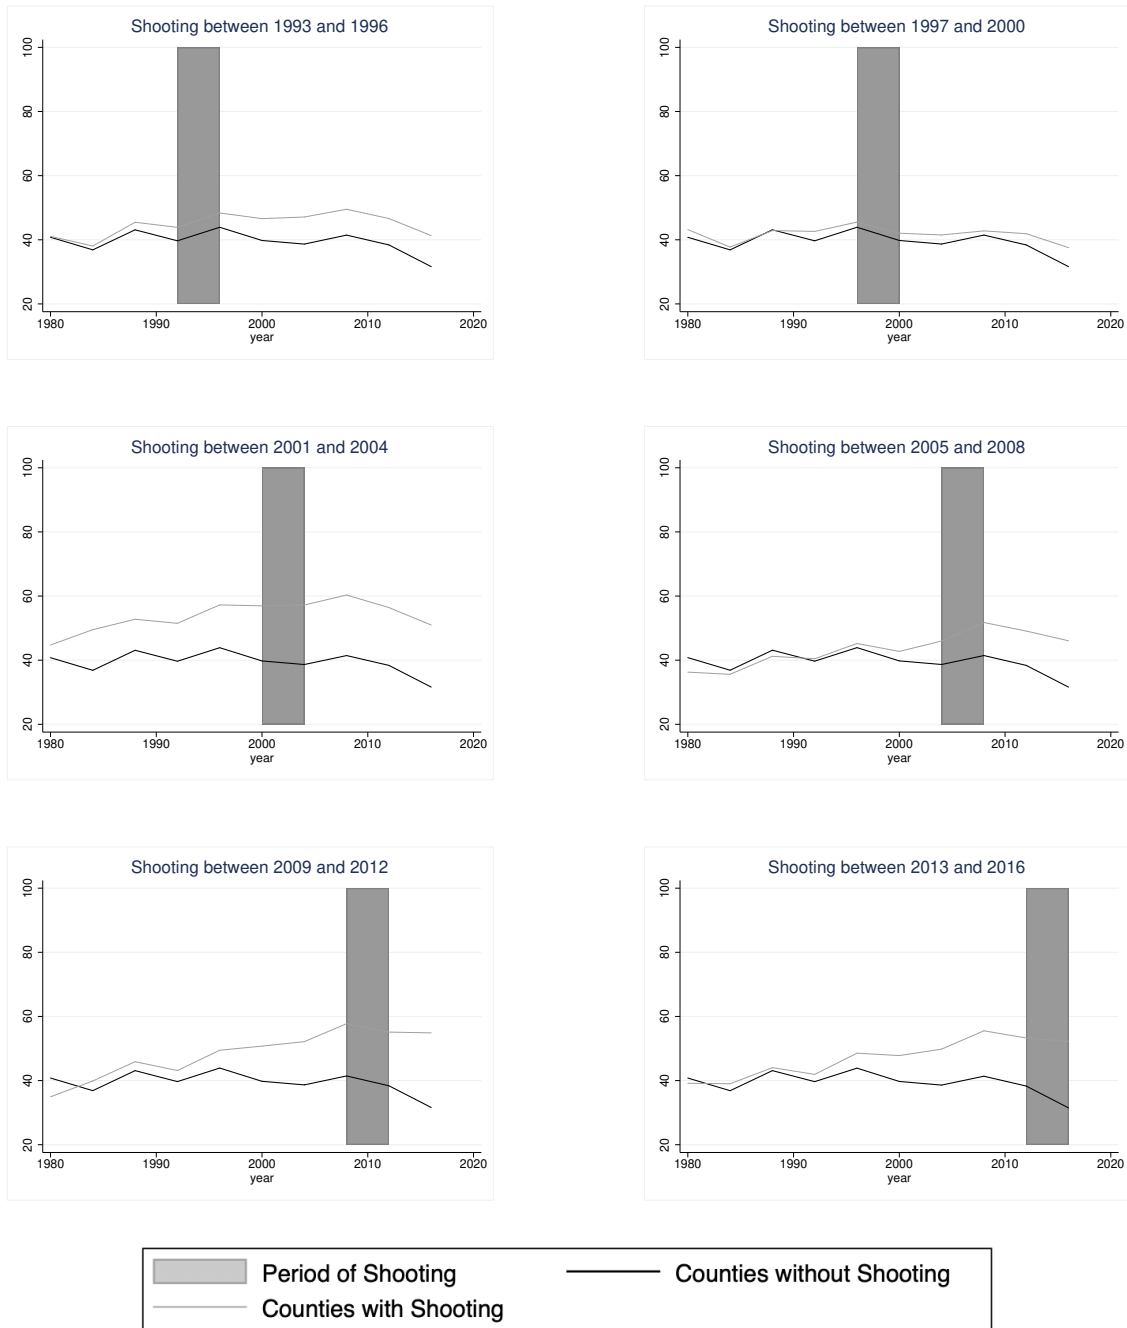 Shooting between 1993 and 1996
100
80
60
40
20
1980 1990 2000 2010 2020
year
Shooting between 1997 and 2000
100
80
60
40
20
1980 1990 2000 2010 2020
year
Shooting between 2001 and 2004
100
80
60
40
20
1980 1990 2000 2010 2020
year
Shooting between 2005 and 2008
100
80
60
40
20
1980 1990 2000 2010 2020
year
Shooting between 2009 and 2012
100
80
60
40
20
1980 1990 2000 2010 2020
year
Shooting between 2013 and 2016
100
80
60
40
20
1980 1990 2000 2010 2020
year
Period of Shooting Counties without Shooting
Counties with Shooting